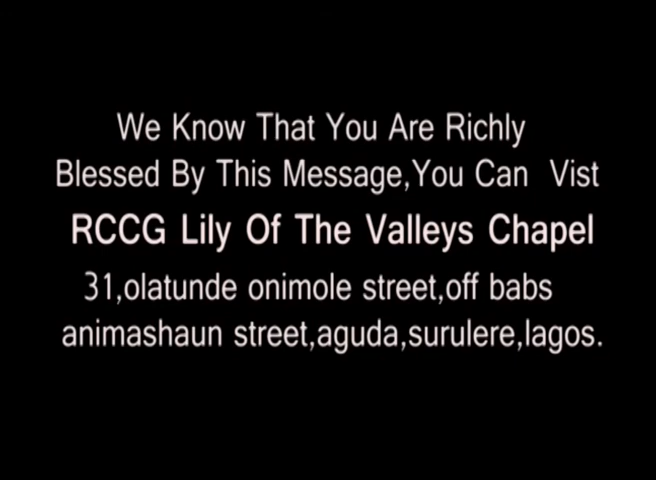 We Know That You Are Richly
Blessed By This Message,You Can Vist
RCCG Lily Of The Valleys Chapel
31,olatunde onimole street,off babs
animashaun street,aguda,surulere,lagos.